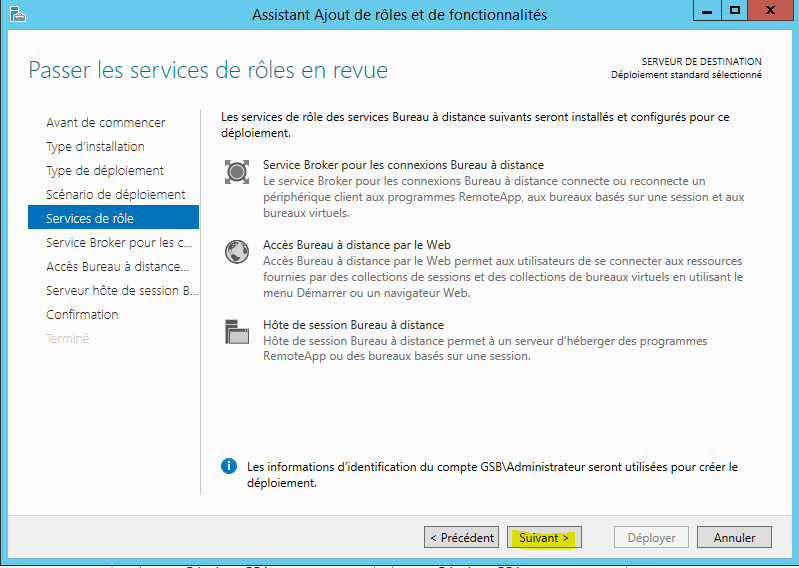 Assistant Ajout de rôles et de fonctionnalités
Passer les services de rôles en revue
SERVEUR DE DESTINATION
Déploiement standard sélectionné
Avant de commencer
Type d'installation
Type de déploiement
Scénario de déploiement
Services de rôle
Service Broker pour les c...
Accès Bureau à distance...
Serveur hôte de session B...
Confirmation
Terminé
Les services de rôle des services Bureau à distance suivants seront installés et configurés pour ce
déploiement.
Service Broker pour les connexions Bureau à distance
Le service Broker pour les connexions Bureau à distance connecte ou reconnecte un
périphérique client aux programmes RemoteApp, aux bureaux basés sur une session et aux
bureaux virtuels.
Accès Bureau à distance par le Web
Accès Bureau à distance par le Web permet aux utilisateurs de se connecter aux ressources
fournies par des collections de sessions et des collections de bureaux virtuels en utilisant le
menu Démarrer ou un navigateur Web.
Hôte de session Bureau à distance
Hôte de session Bureau à distance permet à un serveur d'héberger des programmes
RemoteApp ou des bureaux basés sur une session.
Les informations d'identification du compte GSB\Administrateur seront utilisées pour créer le
déploiement.
< Précédent
Suivant >
Déployer
Annuler